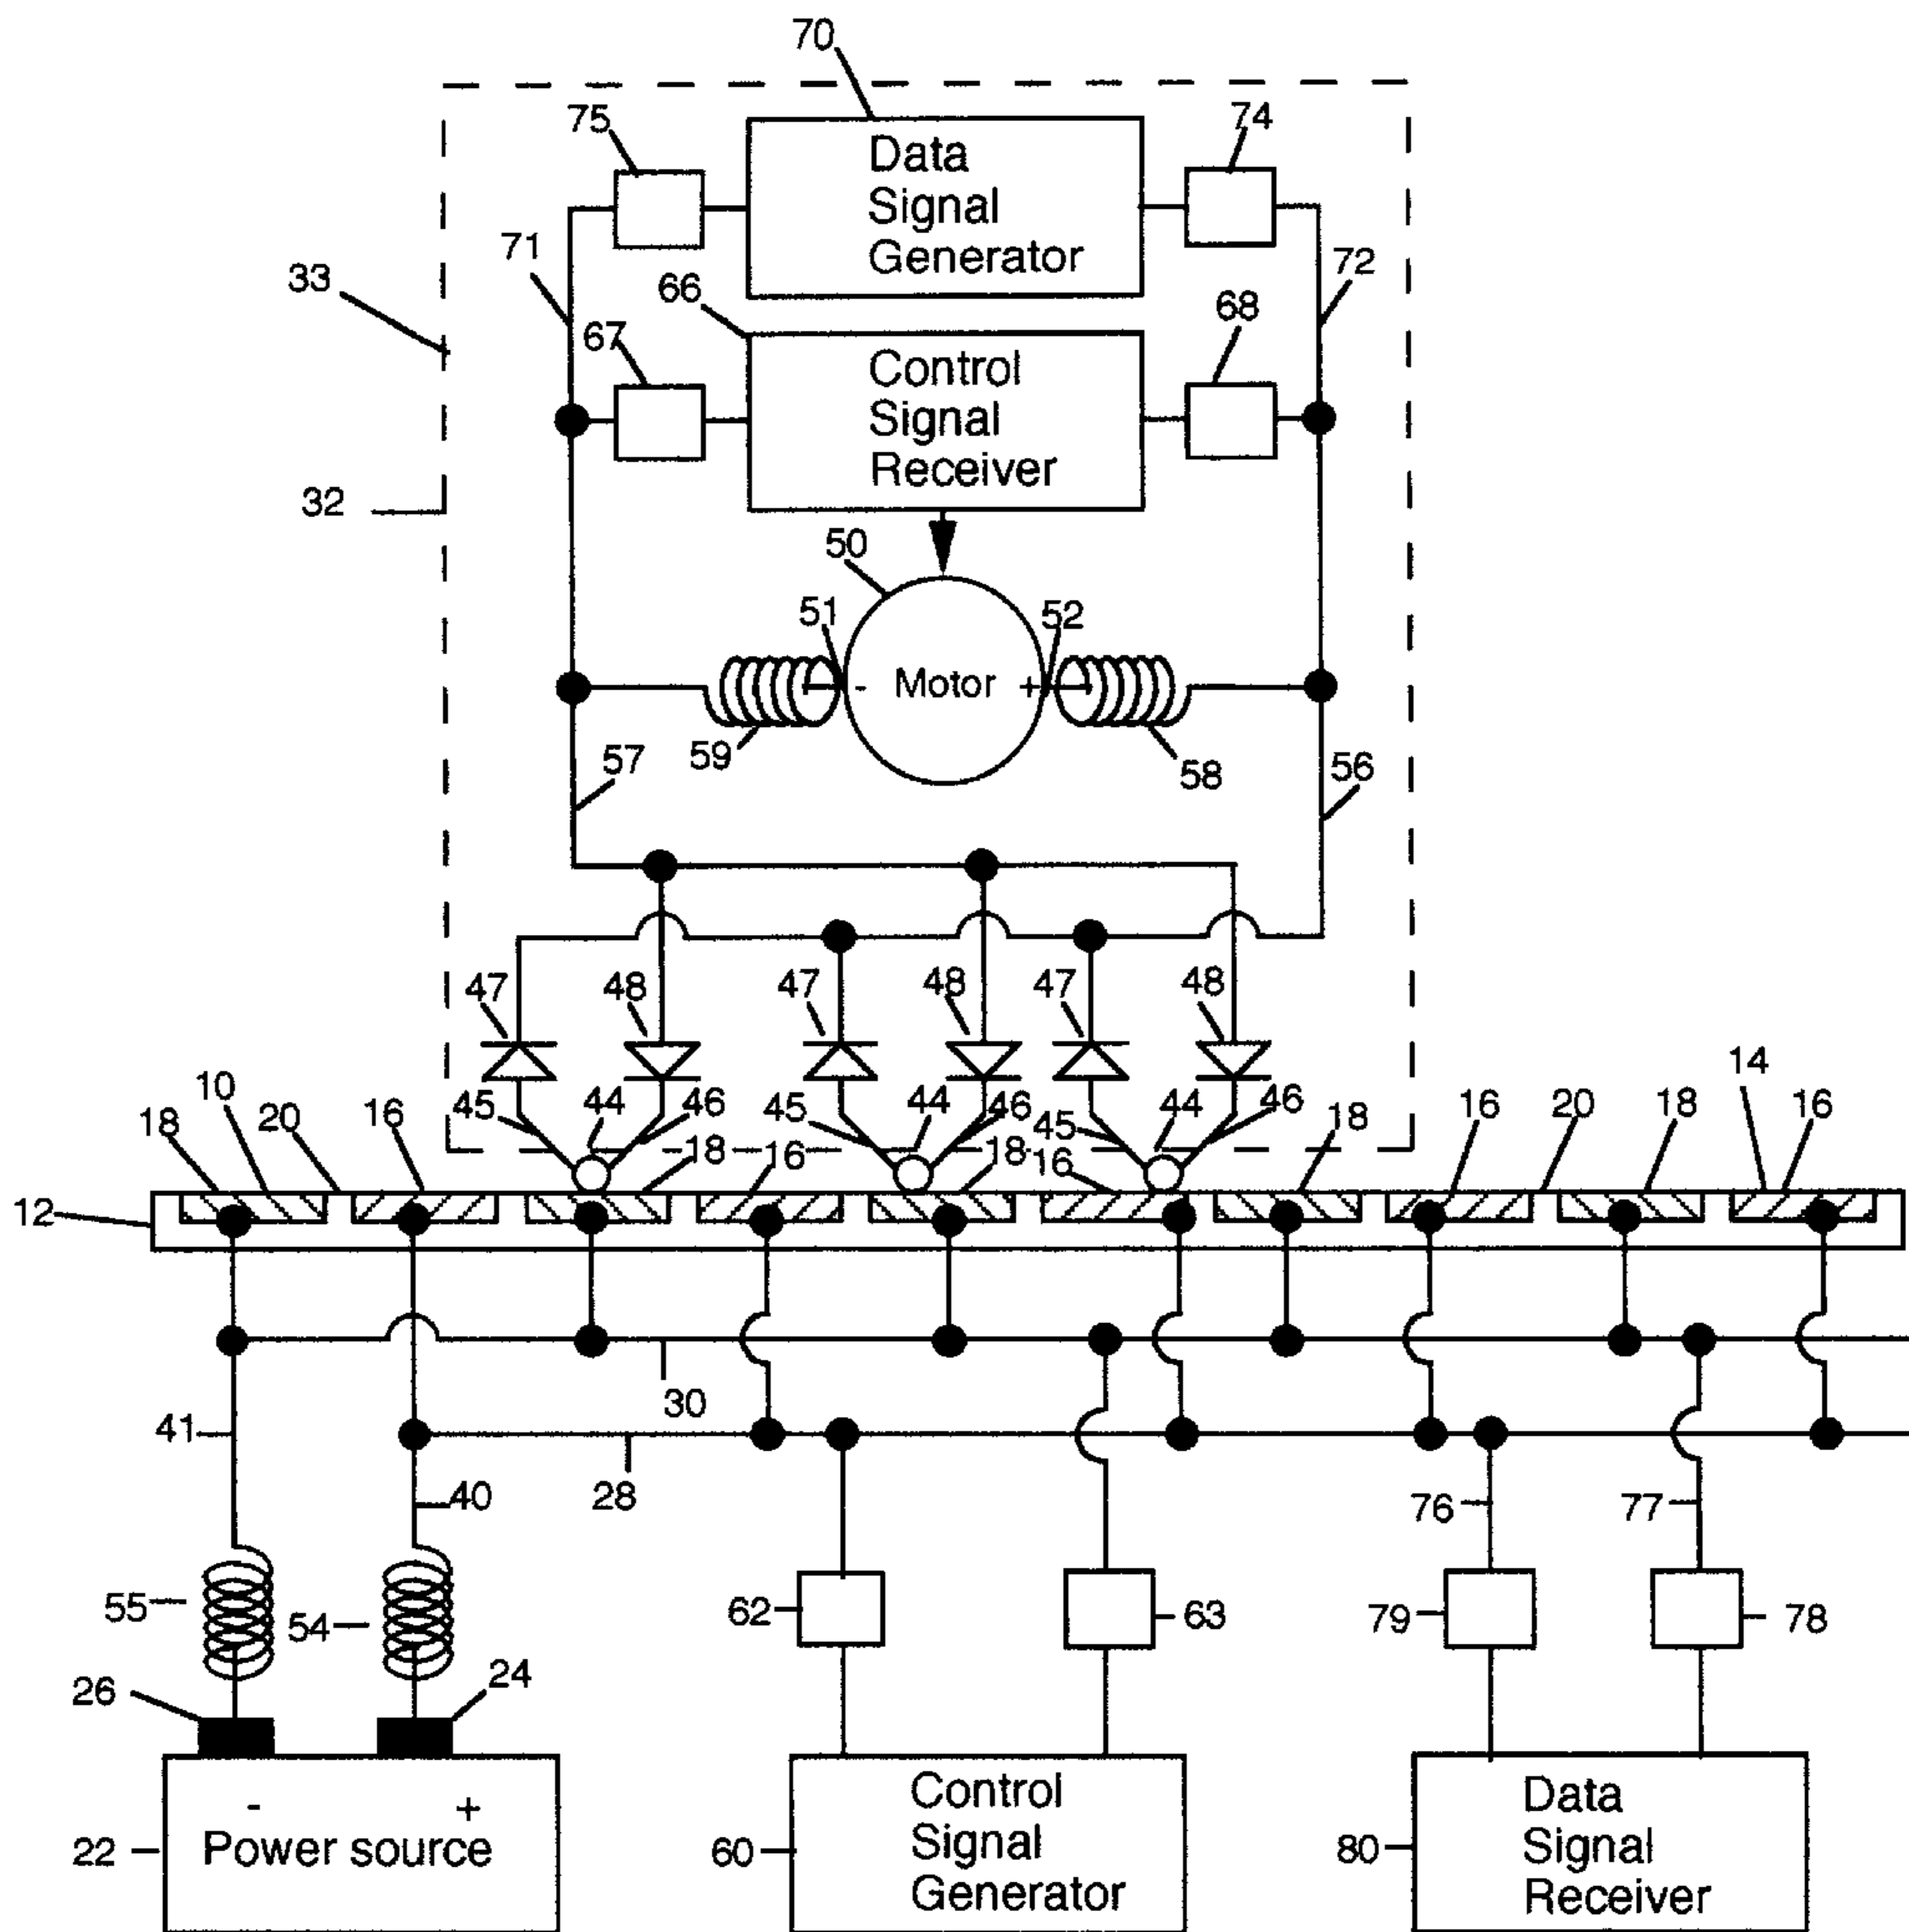 70
75
74
Data
Signal
Generator
71
72
33
66
68
67
Control
Signal
Receiver
32
50
51
52
- Motor +
59
58
57
56
47 48 47 48 47 48
10
14
18 20 16 45 44 46 45 44 46 45 44 46 18 16 20 18 16
18 16 18 16
12
30
41
28
40
76 77
55
54
62 63 79 78
26 24
- +
22 Power source
60 Control
Signal
Generator
80 Data
Signal
Receiver